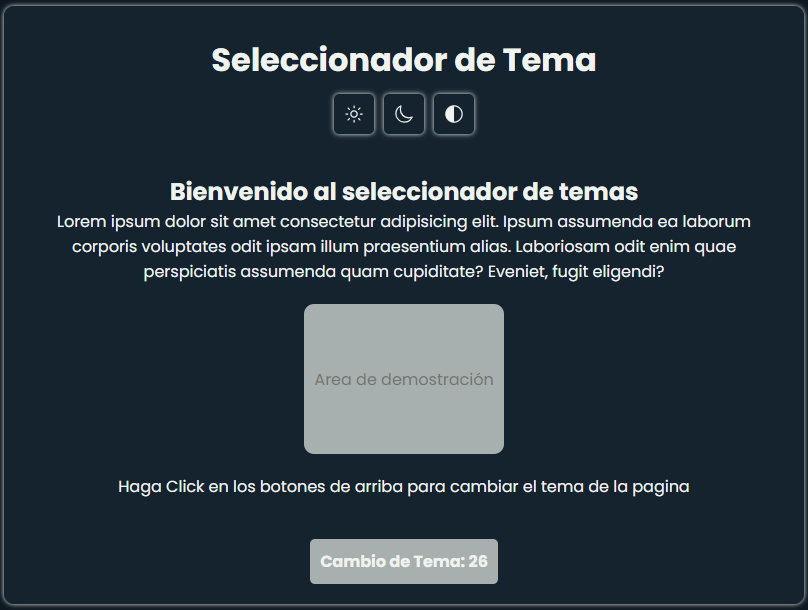 Seleccionador de Tema
Bienvenido al seleccionador de temas
Lorem ipsum dolor sit amet consectetur adipisicing elit. Ipsum assumenda ea laborum
corporis voluptates odit ipsam illum praesentium alias. Laboriosam odit enim quae
perspiciatis assumenda quam cupiditate? Eveniet, fugit eligendi?
Area de demostración
Haga Click en los botones de arriba para cambiar el tema de la pagina
Cambio de Tema: 26